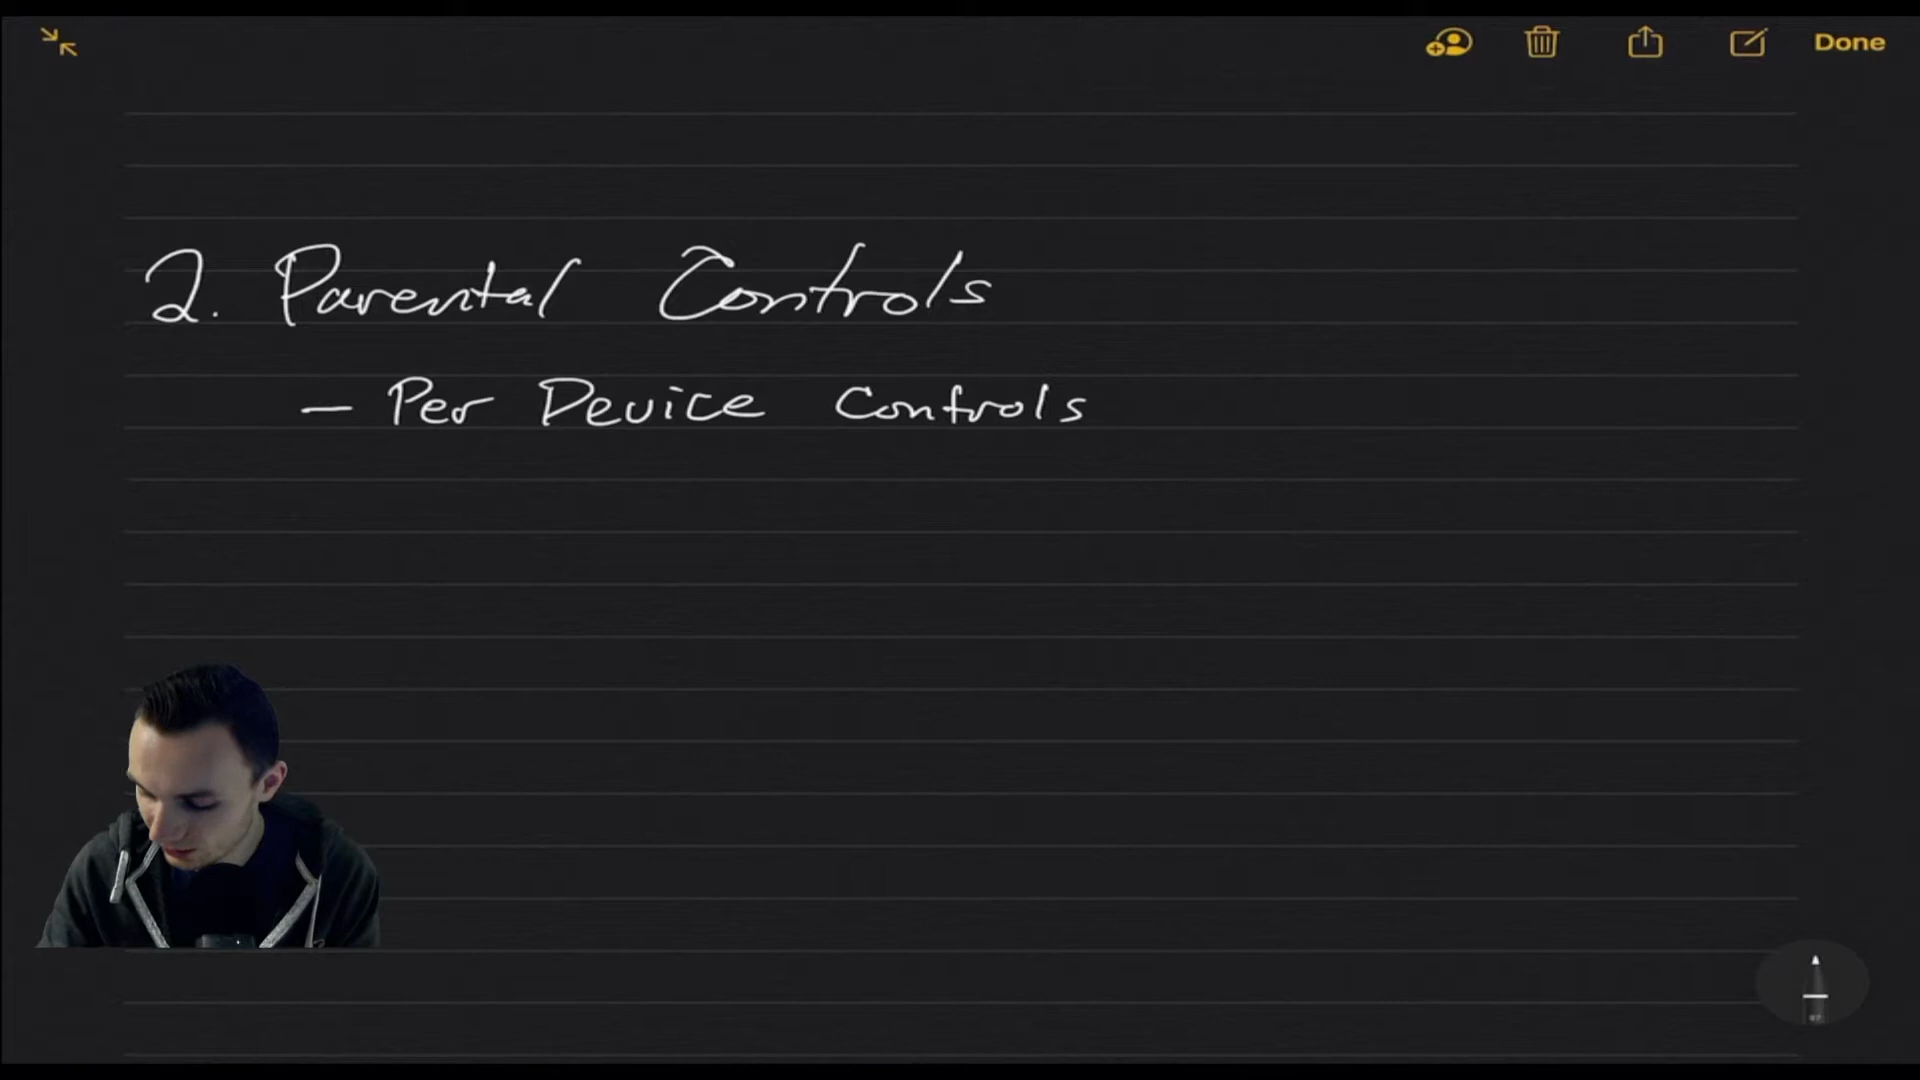 Done
2. Parental Controls
- Per Device Controls